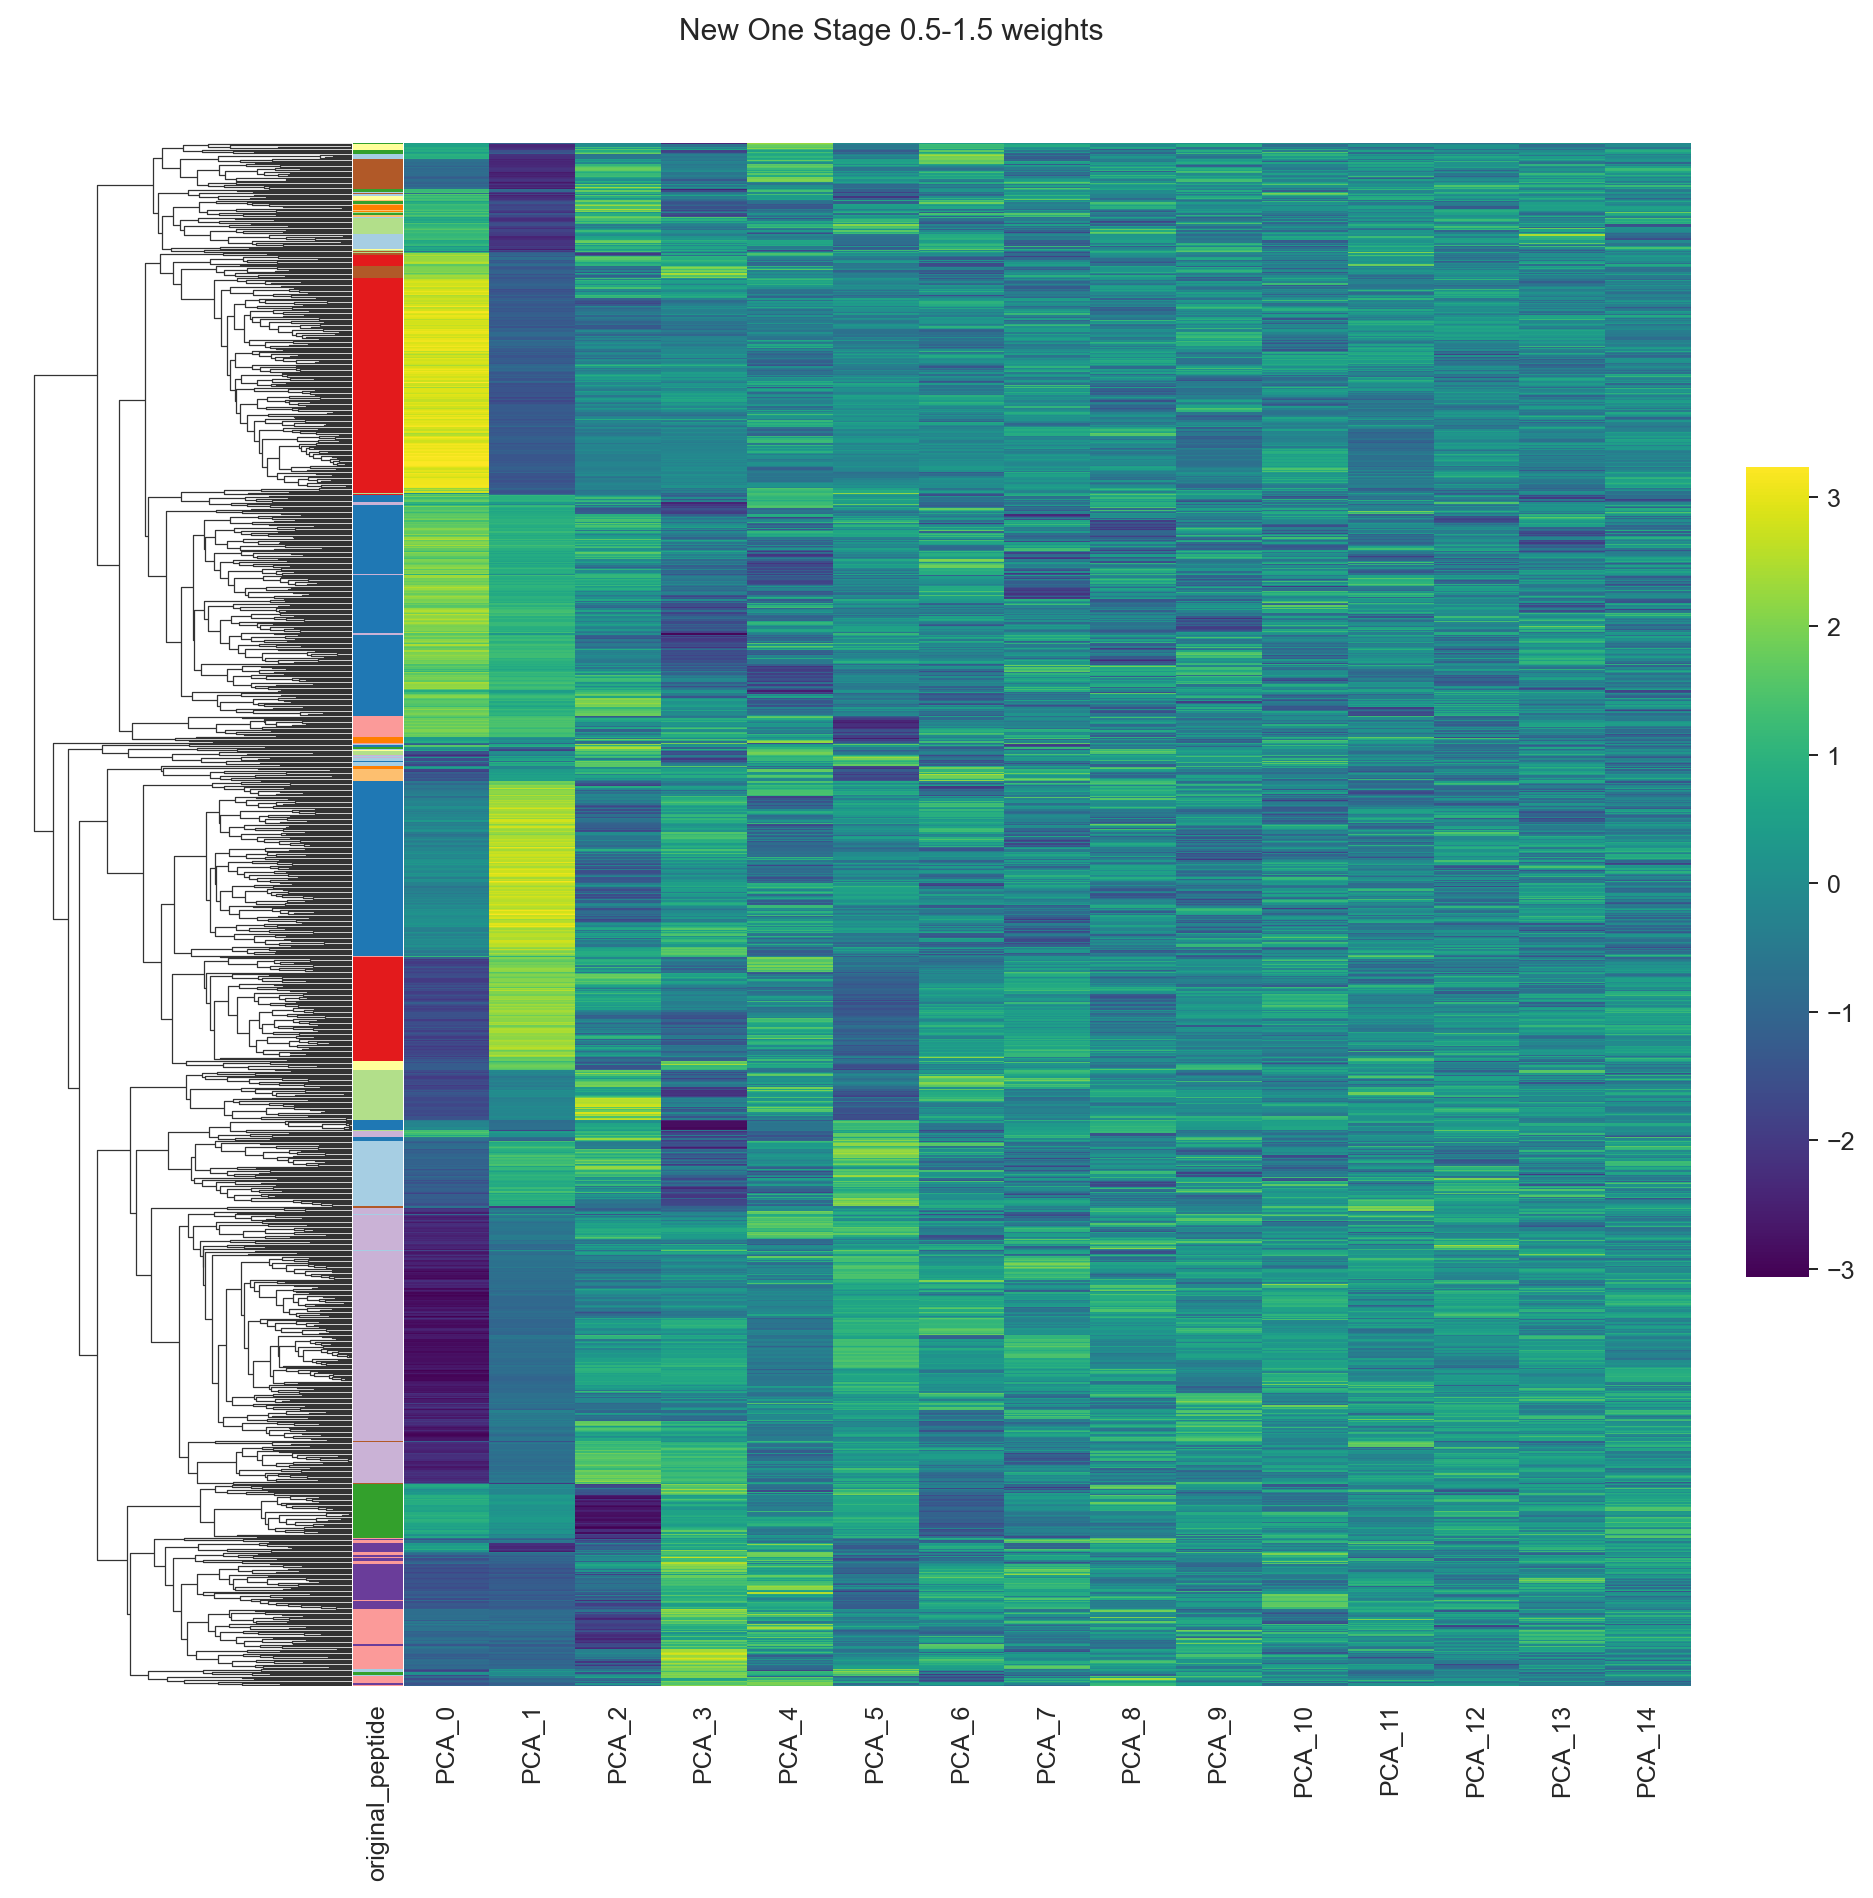 New One Stage 0.5-1.5 weights
3
2
1
0
−1
−2
−3
original_peptide
PCA_0
PCA_1
PCA_2
PCA_3
PCA_4
PCA_5
PCA_6
PCA_7
PCA_8
PCA_9
PCA_10
PCA_11
PCA_12
PCA_13
PCA_14